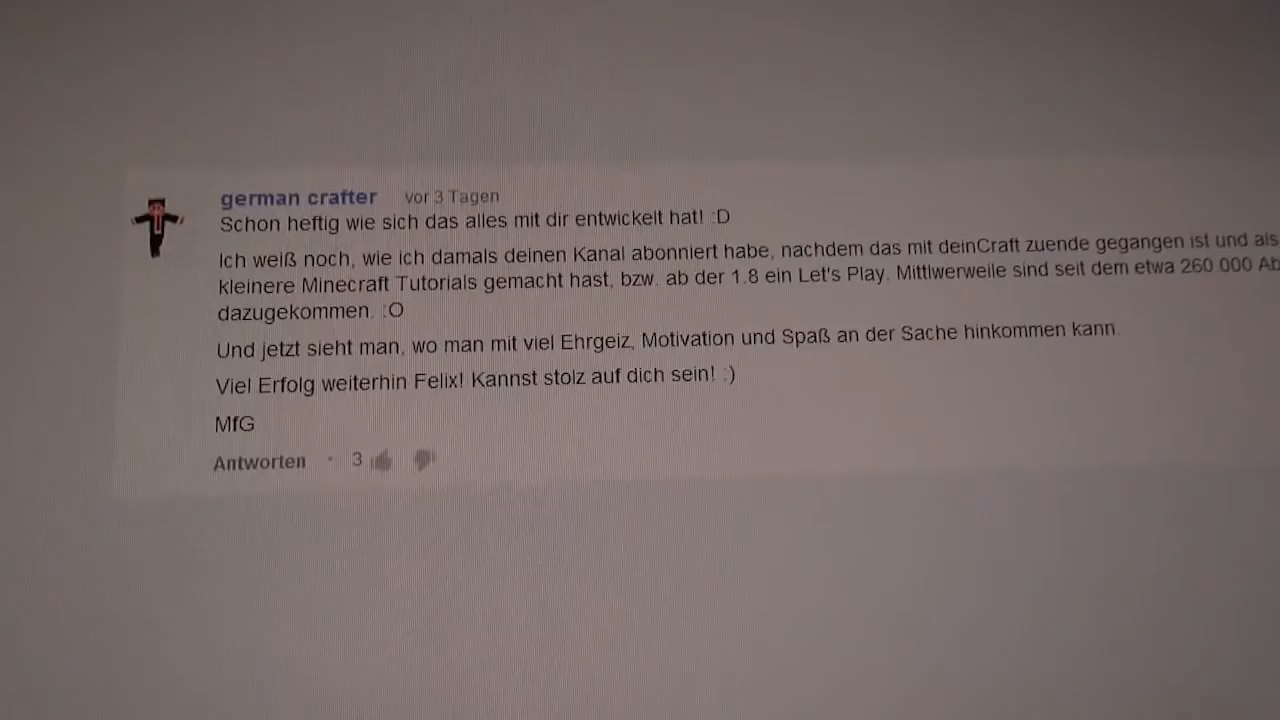 german crafter vor 3 Tagen
Schon heftig wie sich das alles mit dir entwickelt hat! :D
Ich weiß noch, wie ich damals deinen Kanal abonniert habe, nachdem das mit deinCraft zuende gegangen ist und als
kleinere Minecraft Tutorials gemacht hast, bzw. ab der 1.8 ein Let's Play. Mittlwerweile sind seit dem etwa 260.000
dazugekommen. :O
Und jetzt sieht man, wo man mit viel Ehrgeiz, Motivation und Spaß an der Sache hinkommen kann.
Viel Erfolg weiterhin Felix! Kannst stolz auf dich sein! :)
MfG
Antworten · 3